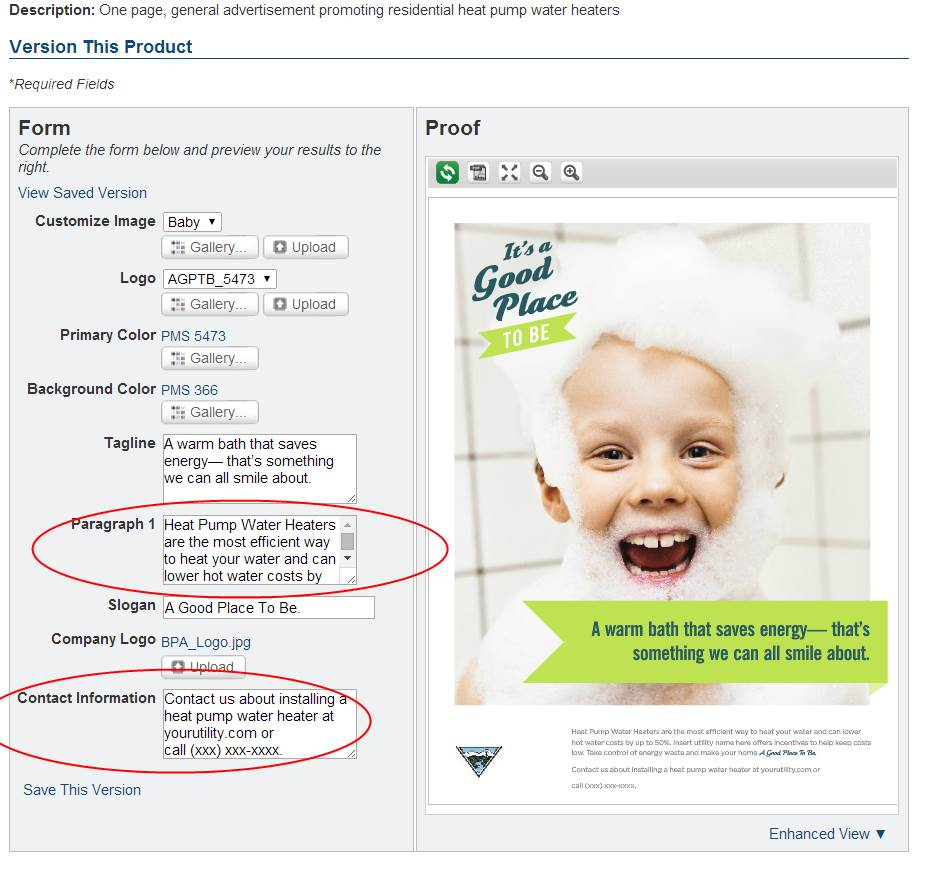 Description: One page, general advertisement promoting residential heat pump water heaters
Version This Product
*Required Fields
Form
Complete the form below and preview your results to the
right.
View Saved Version
Customize Image Baby
Gallery... Upload
Logo AGPTB_5473
Gallery... Upload
Primary Color PMS 5473
Gallery...
Background Color PMS 366
Gallery...
Tagline A warm bath that saves
energy— that's something
we can all smile about.
Paragraph 1 Heat Pump Water Heaters
are the most efficient way
to heat your water and can
lower hot water costs by
Slogan A Good Place To Be.
Company Logo BPA_Logo.jpg
Upload
Contact Information Contact us about installing a
heat pump water heater at
yourutility.com or
call (xxx) xxx-xxxx.
Save This Version
Proof
It's a
Good
Place
TO BE
A warm bath that saves energy— that's
something we can all smile about.
Heat Pump Water Heaters are the most efficient way to heat your water and can lower
hot water costs by up to 50%. Insert utility name here offers incentives to help keep costs
low. Take control of energy waste and make your home A Good Place To Be.
Contact us about installing a heat pump water heater at yourutility.com or
call (xxx) xxx-xxxx.
Enhanced View ▼